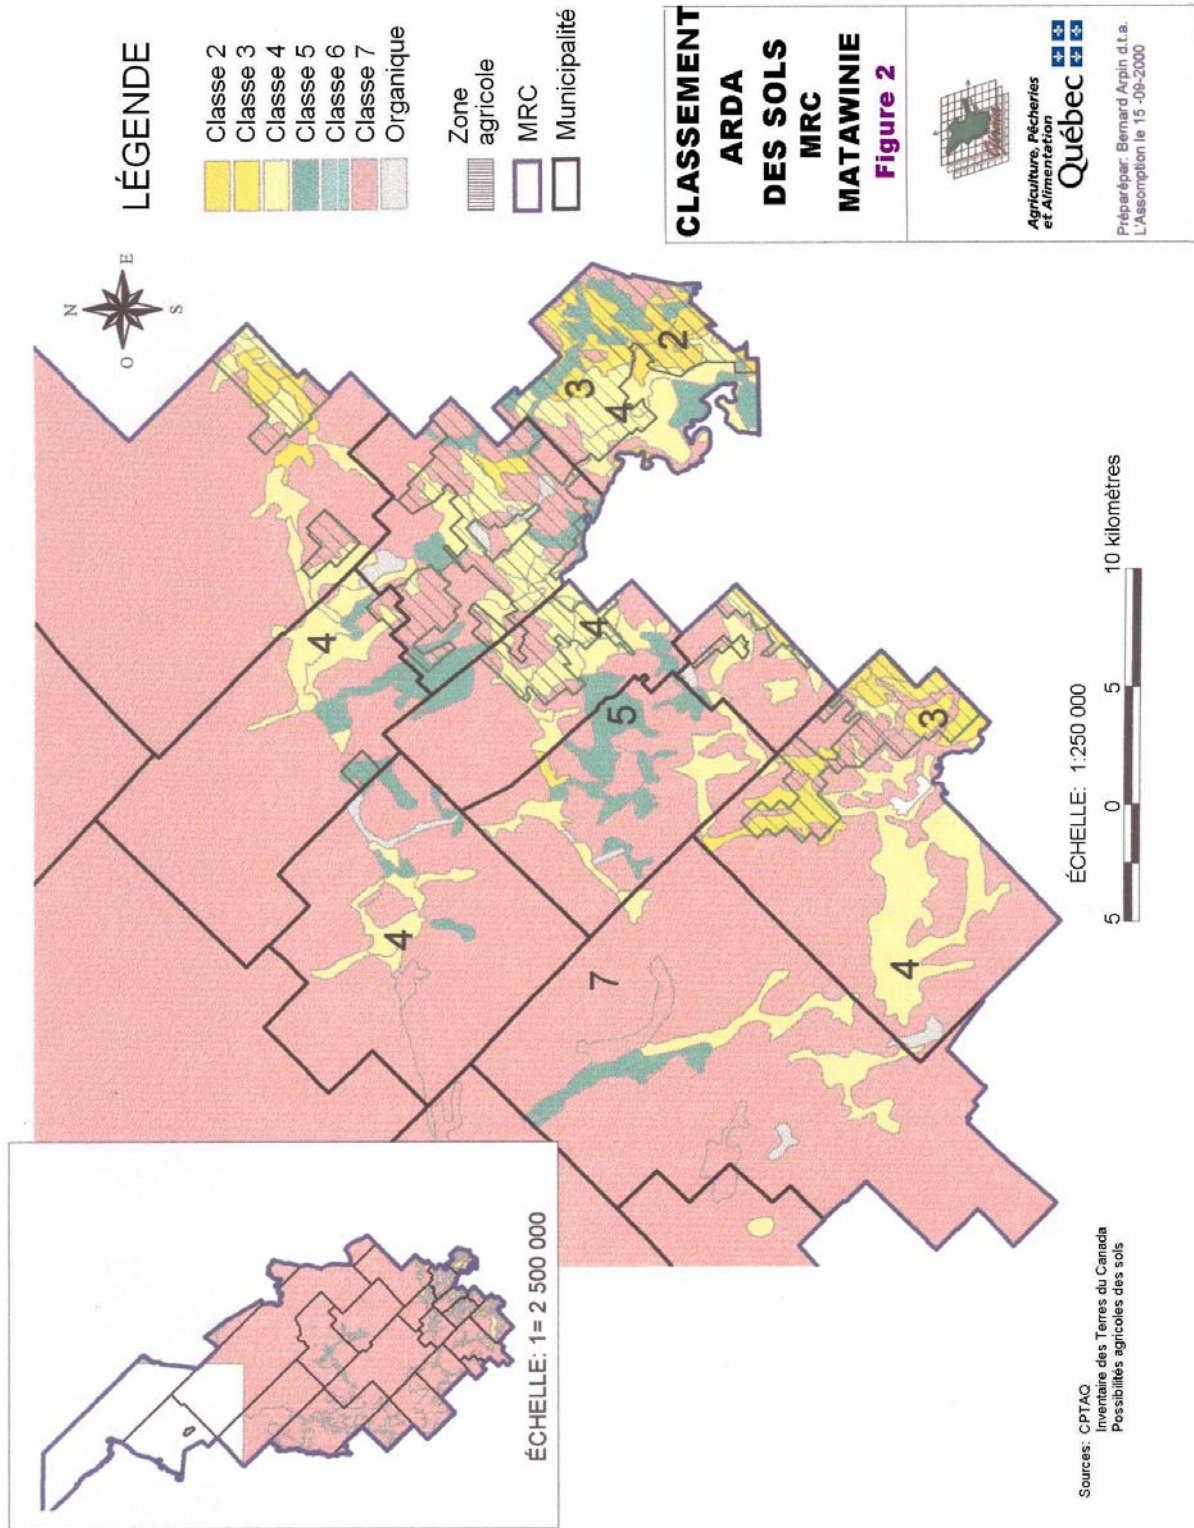 LÉGENDE
Classe 2
Classe 3
Classe 4
Classe 5
Classe 6
Classe 7
Organique
Zone
agricole
MRC
Municipalité
N
E
S
O
CLASSEMENT
ARDA
DES SOLS
MRC
MATAWINIE
Figure 2
Agriculture, Pêcheries
et Alimentation
Québec
Prépapéer: Bernard Arpin d.t.a.
L'Assomption le 15 -09-2000
2
3
4
4
4
5
4
7
3
4
ÉCHELLE: 1:250 000
5
0
5
10 kilomètres
ÉCHELLE: 1= 2 500 000
Sources: CPTAQ
Inventaire des Terres du Canada
Possibilités agricoles des sols